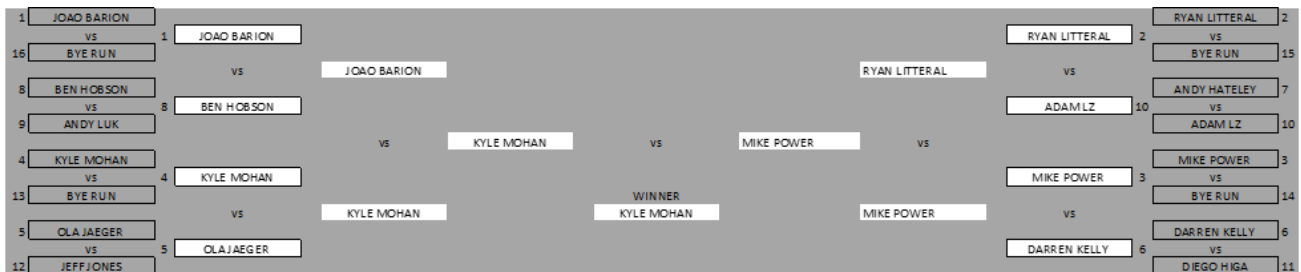 1 JOAO BARION RYAN LITTERAL 2
vs 1 JOAO BARION RYAN LITTERAL 2 vs
16 BYE RUN BYE RUN 15
vs JOAO BARION RYAN LITTERAL vs
8 BEN HOBSON ANDY HATELEY 7
vs 8 BEN HOBSON ADAM LZ 10 vs
9 ANDY LUK ADAM LZ 10
vs KYLE MOHAN vs MIKE POWER vs
4 KYLE MOHAN MIKE POWER 3
vs 4 KYLE MOHAN MIKE POWER 3 vs
13 BYE RUN WINNER BYE RUN 14
vs KYLE MOHAN KYLE MOHAN MIKE POWER vs
5 OLA JAEGER DARREN KELLY 6
vs 5 OLA JAEGER DARREN KELLY 6 vs
12 JEFF JONES DIEGO HIGA 11